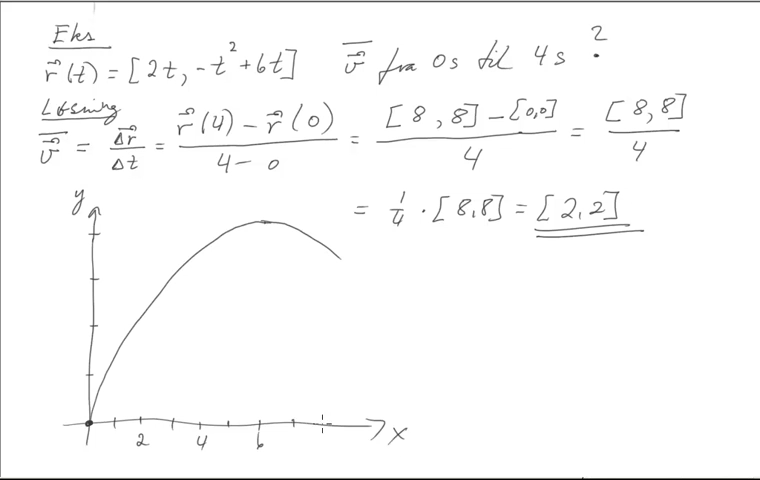 Eks
r⃗(t) = [2t, -t²+6t] v⃗̅ fra 0s til 4s ?
Løsning
v⃗̅ = Δr⃗/Δt = (r⃗(4) - r⃗(0))/(4-0) = ([8,8] - [0,0])/4 = [8,8]/4
= 1/4 · [8,8] = [2,2]
y
x
2 4 6